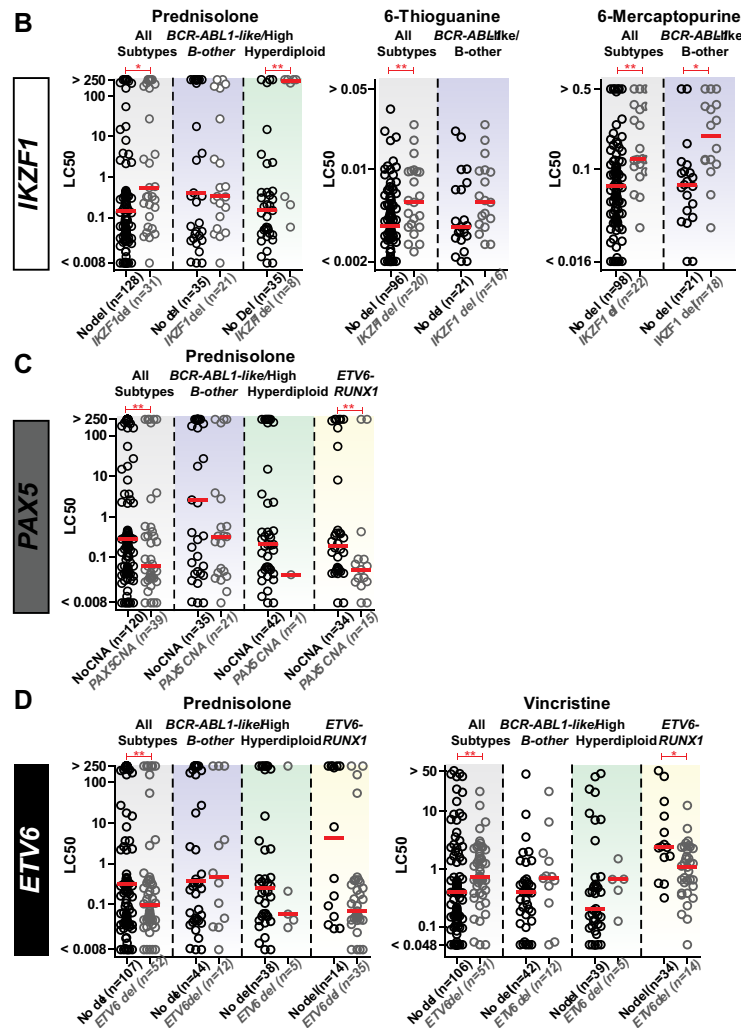 B
IKZF1
Prednisolone
All Subtypes
BCR-ABL1-like/ B-other
High Hyperdiploid
*
**
LC50
> 250
100
10
1
0.1
< 0.008
No del (n=128)
IKZF1 del (n=31)
No del (n=35)
IKZF1 del (n=21)
No Del (n=35)
IKZF1 del (n=8)
6-Thioguanine
All Subtypes
BCR-ABL1-like/ B-other
**
LC50
> 0.05
0.01
< 0.002
No del (n=96)
IKZF1 del (n=20)
No del (n=21)
IKZF1 del (n=16)
6-Mercaptopurine
All Subtypes
BCR-ABL1-like/ B-other
**
*
LC50
> 0.5
0.1
< 0.016
No del (n=98)
IKZF1 del (n=22)
No del (n=21)
IKZF1 del (n=18)
C
PAX5
Prednisolone
All Subtypes
BCR-ABL1-like/ B-other
High Hyperdiploid
ETV6-RUNX1
**
**
LC50
> 250
100
10
1
0.1
< 0.008
No CNA (n=120)
PAX5 CNA (n=39)
No CNA (n=35)
PAX5 CNA (n=21)
No CNA (n=42)
PAX5 CNA (n=1)
No CNA (n=34)
PAX5 CNA (n=15)
D
ETV6
Prednisolone
All Subtypes
BCR-ABL1-like/ B-other
High Hyperdiploid
ETV6-RUNX1
**
LC50
> 250
100
10
1
0.1
< 0.008
No del (n=107)
ETV6 del (n=52)
No del (n=44)
ETV6 del (n=12)
No del (n=38)
ETV6 del (n=5)
No del (n=14)
ETV6 del (n=35)
Vincristine
All Subtypes
BCR-ABL1-like/ B-other
High Hyperdiploid
ETV6-RUNX1
**
*
LC50
> 50
10
1
0.1
< 0.048
No del (n=106)
ETV6 del (n=51)
No del (n=42)
ETV6 del (n=12)
No del (n=39)
ETV6 del (n=5)
No del (n=34)
ETV6 del (n=14)